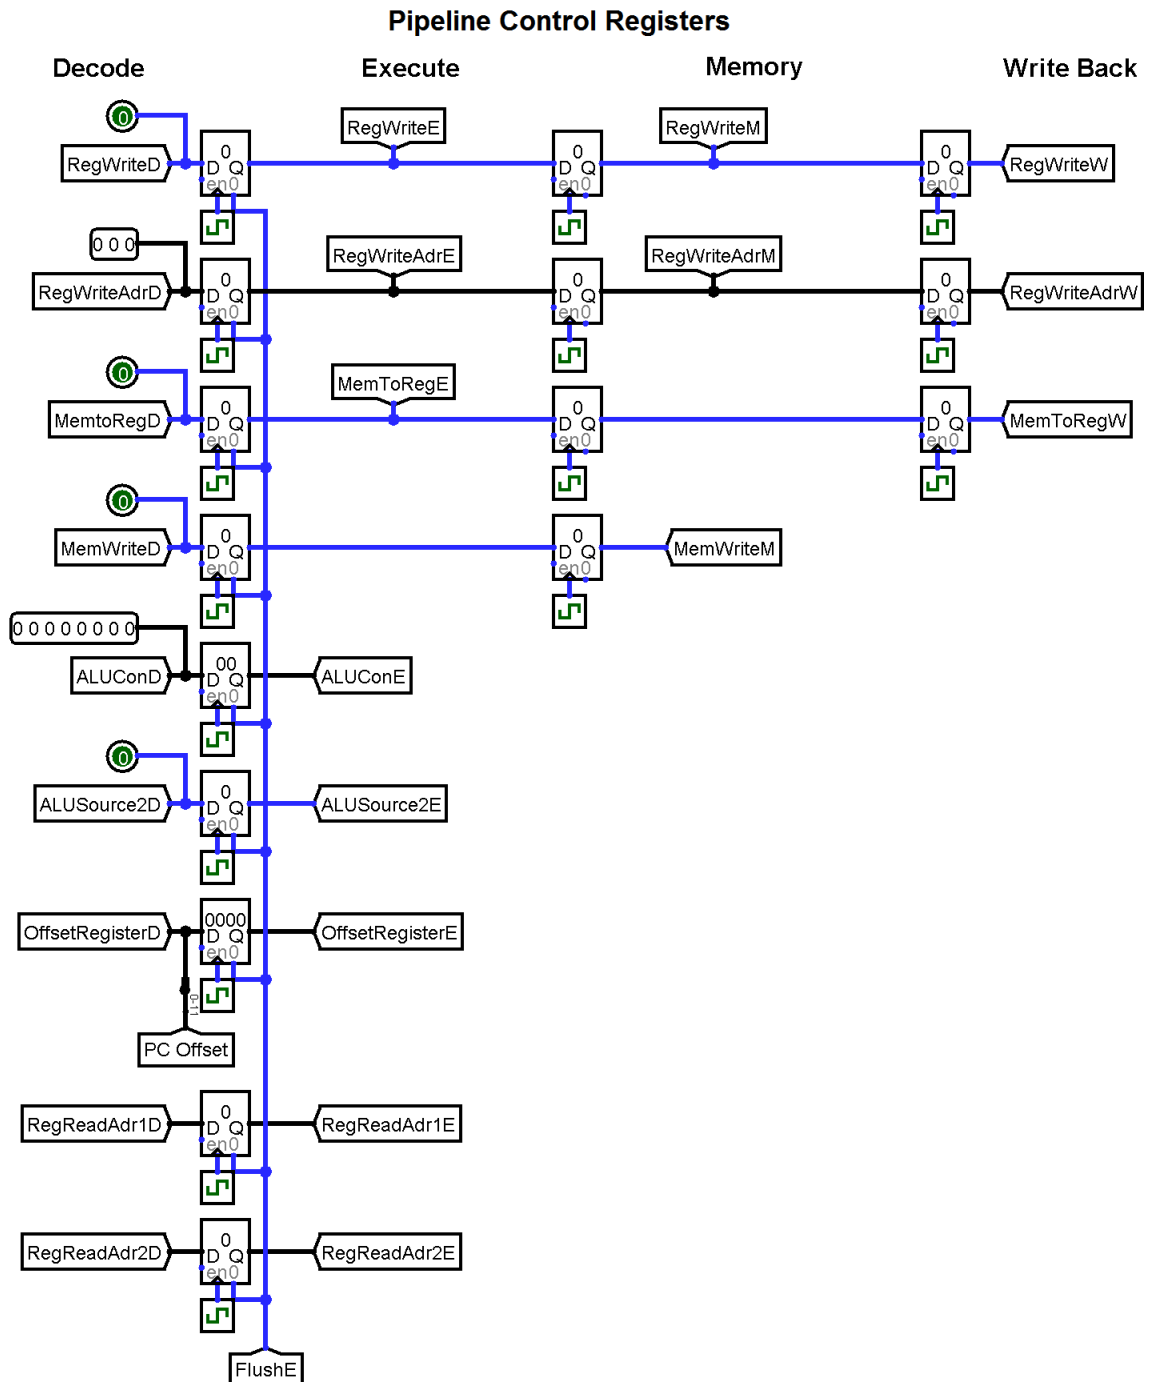 Pipeline Control Registers
Decode Execute Memory Write Back
0
RegWriteE RegWriteM
RegWriteD 0 D Q en0 0 D Q en0 0 D Q en0 RegWriteW
0 0 0
RegWriteAdrE RegWriteAdrM
RegWriteAdrD 0 D Q en0 0 D Q en0 0 D Q en0 RegWriteAdrW
0
MemToRegE
MemtoRegD 0 D Q en0 0 D Q en0 0 D Q en0 MemToRegW
0
MemWriteD 0 D Q en0 0 D Q en0 MemWriteM
0 0 0 0 0 0 0 0
ALUConD 00 D Q en0 ALUConE
0
ALUSource2D 0 D Q en0 ALUSource2E
OffsetRegisterD 0000 D Q en0 OffsetRegisterE
0-11
PC Offset
RegReadAdr1D 0 D Q en0 RegReadAdr1E
RegReadAdr2D 0 D Q en0 RegReadAdr2E
FlushE